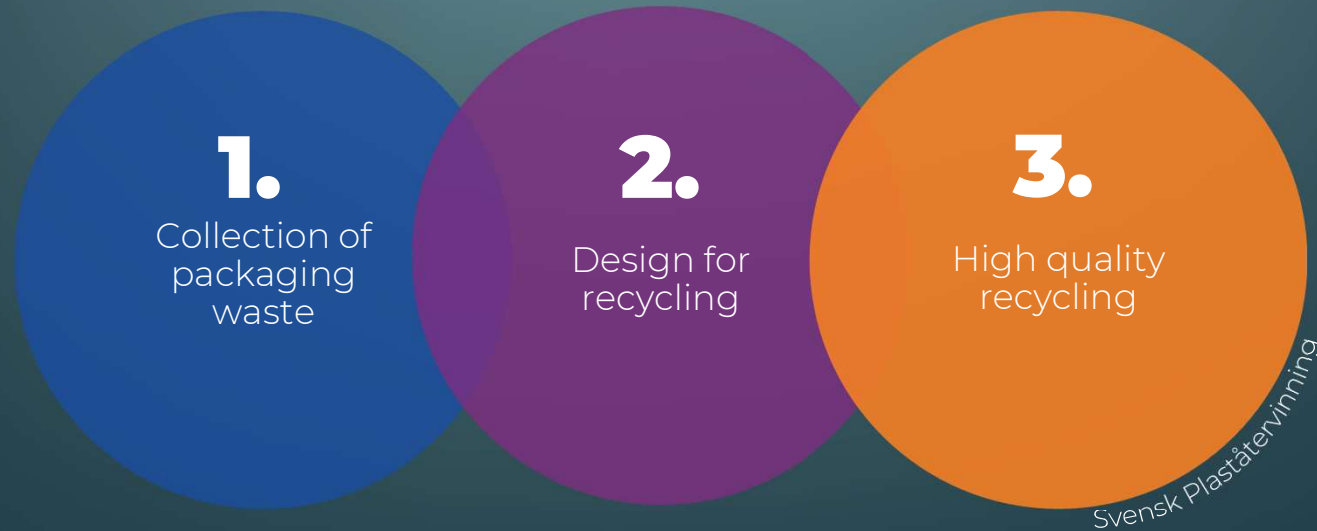 1.
Collection of
packaging
waste
2.
Design for
recycling
3.
High quality
recycling
Svensk Plaståtervinning